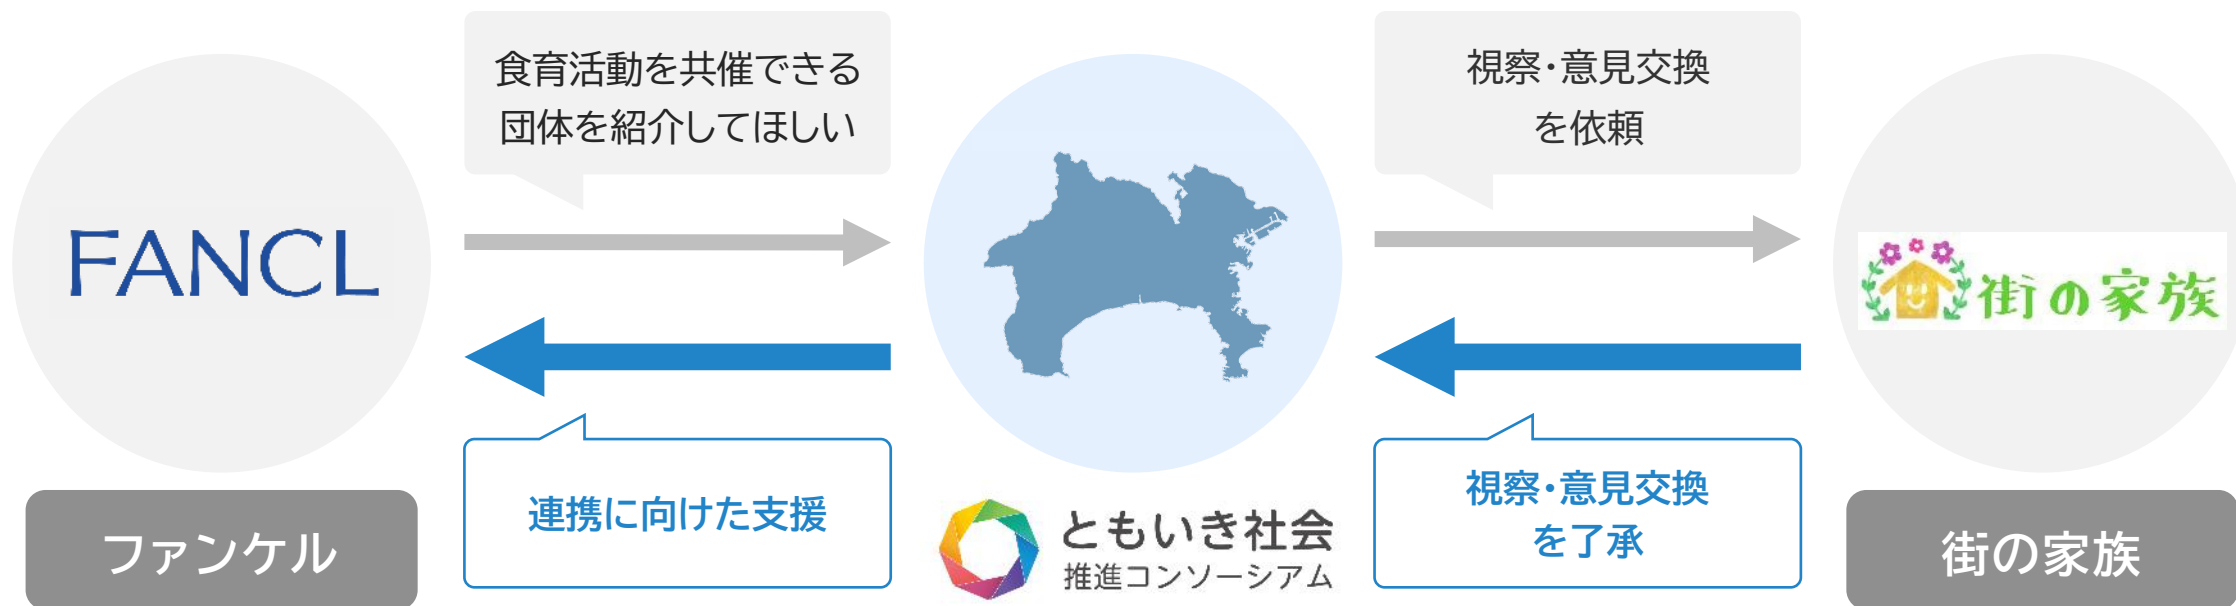 食育活動を共催できる
団体を紹介してほしい
視察・意見交換
を依頼
FANCL
街の家族
連携に向けた支援
視察・意見交換
を了承
ともいき社会
推進コンソーシアム
ファンケル
街の家族